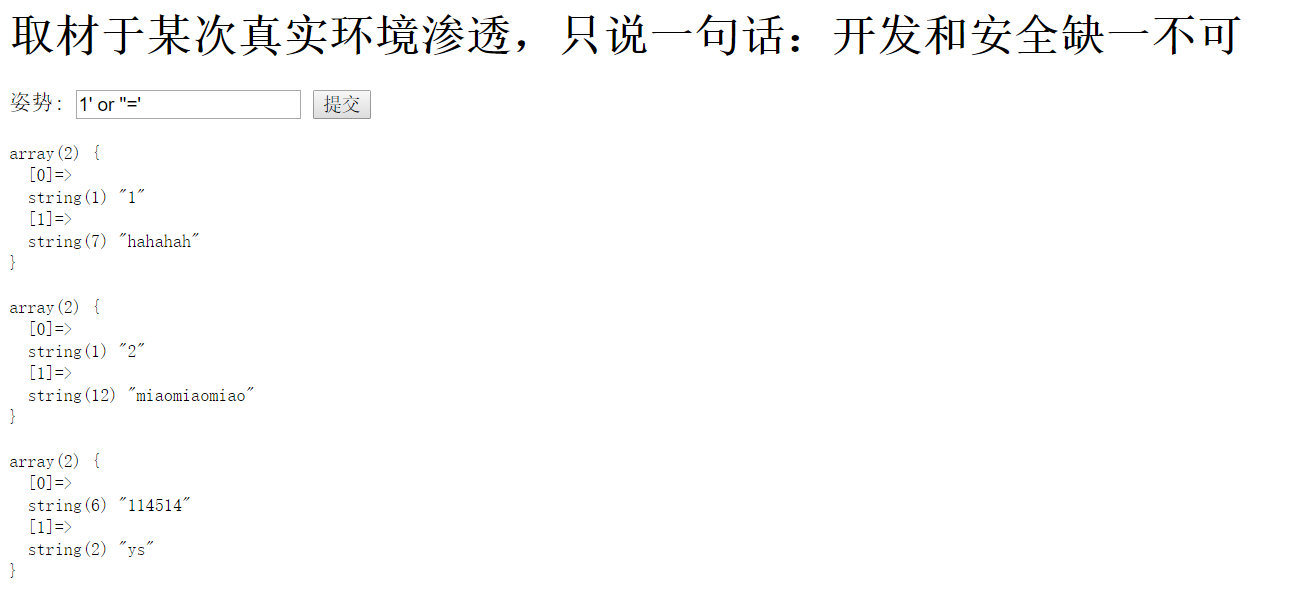 取材于某次真实环境渗透，只说一句话：开发和安全缺一不可
姿势: 1' or ''=' 提交
array(2) {
  [0]=>
  string(1) "1"
  [1]=>
  string(7) "hahahah"
}
array(2) {
  [0]=>
  string(1) "2"
  [1]=>
  string(12) "miaomiaomiao"
}
array(2) {
  [0]=>
  string(6) "114514"
  [1]=>
  string(2) "ys"
}